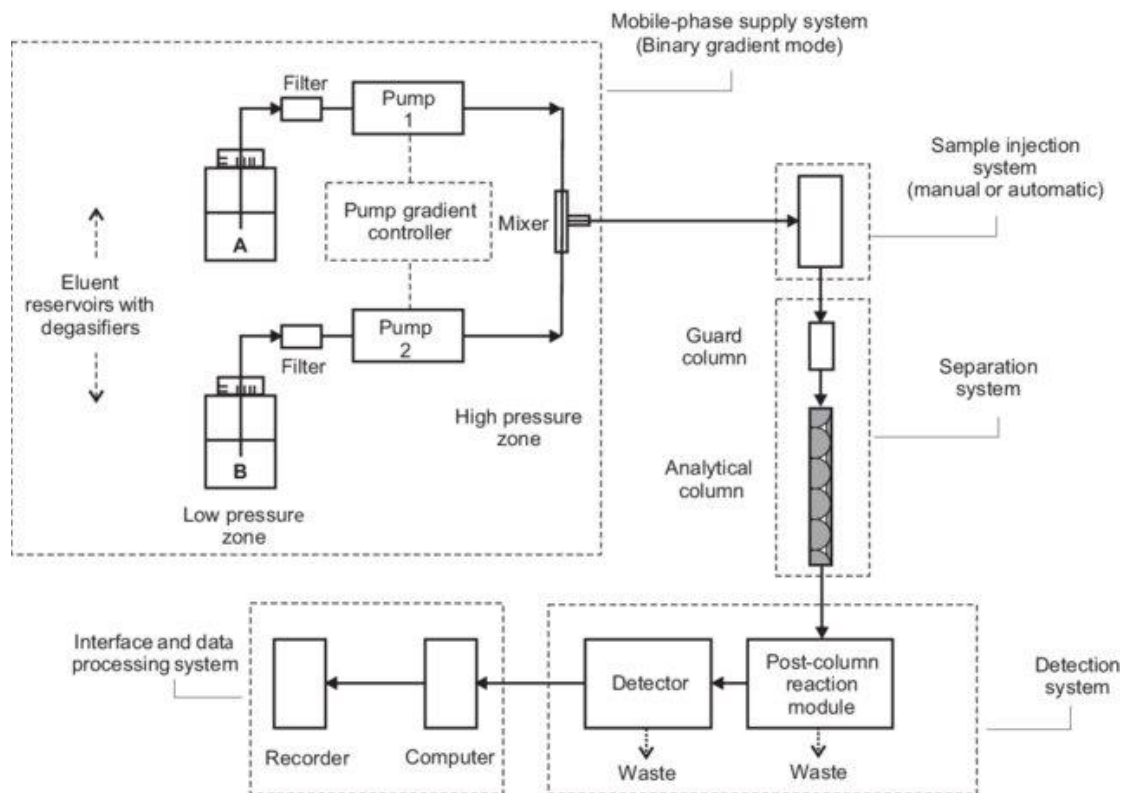 Mobile-phase supply system
(Binary gradient mode)
Filter
Pump
1
A
Pump gradient
controller
Mixer
Eluent
reservoirs with
degasifiers
Filter
Pump
2
B
High pressure
zone
Low pressure
zone
Sample injection
system
(manual or automatic)
Guard
column
Separation
system
Analytical
column
Interface and data
processing system
Recorder
Computer
Detector
Waste
Post-column
reaction
module
Waste
Detection
system